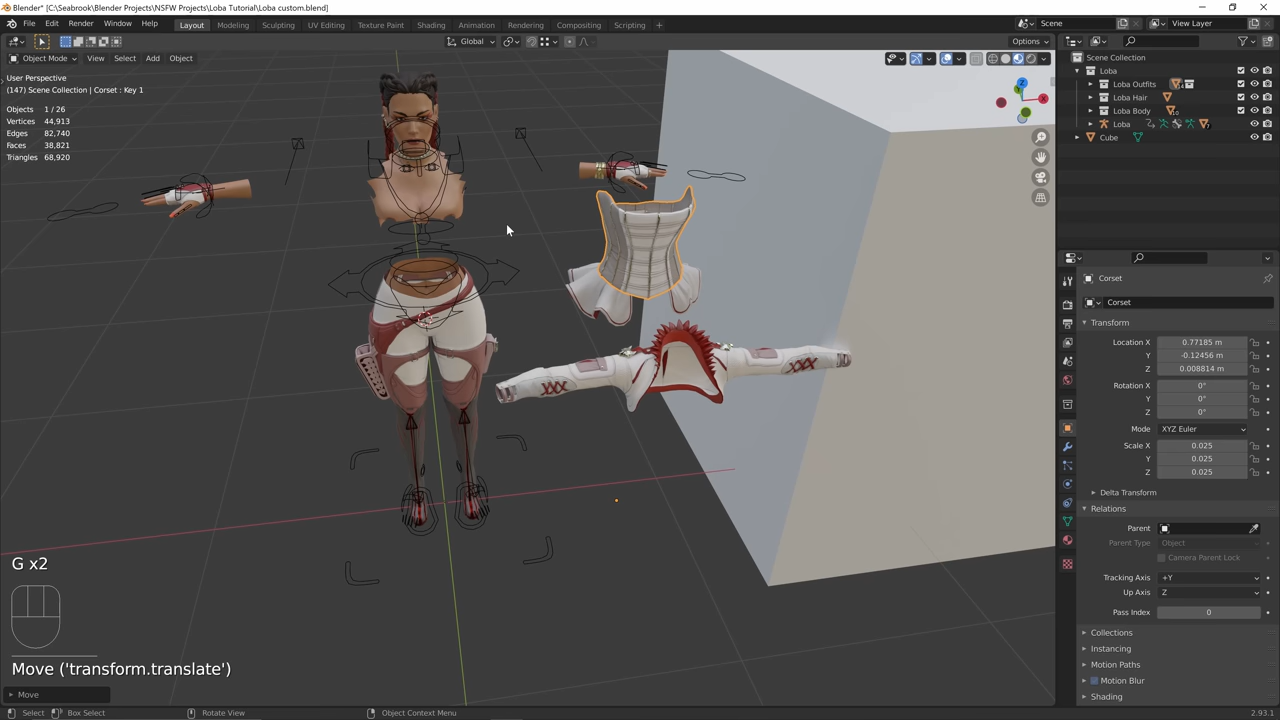 Blender* [C:\Seabrook\Blender Projects\NSFW Projects\Loba Tutorial\Loba custom.blend]
File Edit Render Window Help Layout Modeling Sculpting UV Editing Texture Paint Shading Animation Rendering Compositing Scripting + Scene View Layer
Global Options
Object Mode View Select Add Object
User Perspective
(147) Scene Collection | Corset : Key 1
Objects 1 / 26
Vertices 44,913
Edges 82,740
Faces 38,821
Triangles 68,920
Z
X
Y
G x2
Move ('transform.translate')
Move
Scene Collection
Loba
Loba Outfits
Loba Hair
Loba Body
Loba
Cube
Corset
Corset
Transform
Location X 0.77185 m
Y -0.12456 m
Z 0.008814 m
Rotation X 0°
Y 0°
Z 0°
Mode XYZ Euler
Scale X 0.025
Y 0.025
Z 0.025
Delta Transform
Relations
Parent
Parent Type Object
Camera Parent Lock
Tracking Axis +Y
Up Axis Z
Pass Index 0
Collections
Instancing
Motion Paths
Motion Blur
Shading
Select Box Select Rotate View Object Context Menu 2.93.1